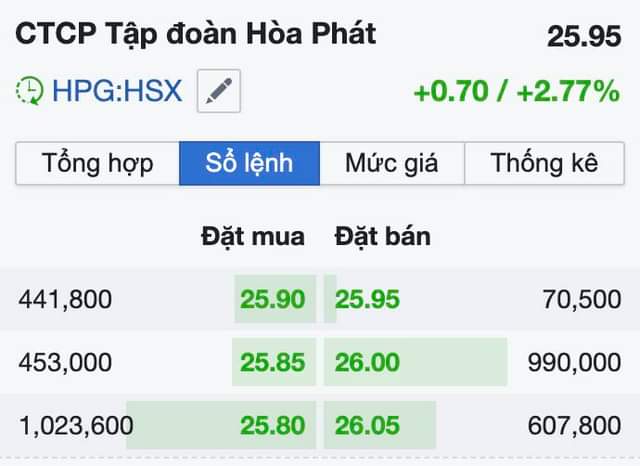 CTCP Tập đoàn Hòa Phát 25.95
HPG:HSX +0.70 / +2.77%
Tổng hợp Sổ lệnh Mức giá Thống kê
Đặt mua Đặt bán
441,800 25.90 25.95 70,500
453,000 25.85 26.00 990,000
1,023,600 25.80 26.05 607,800